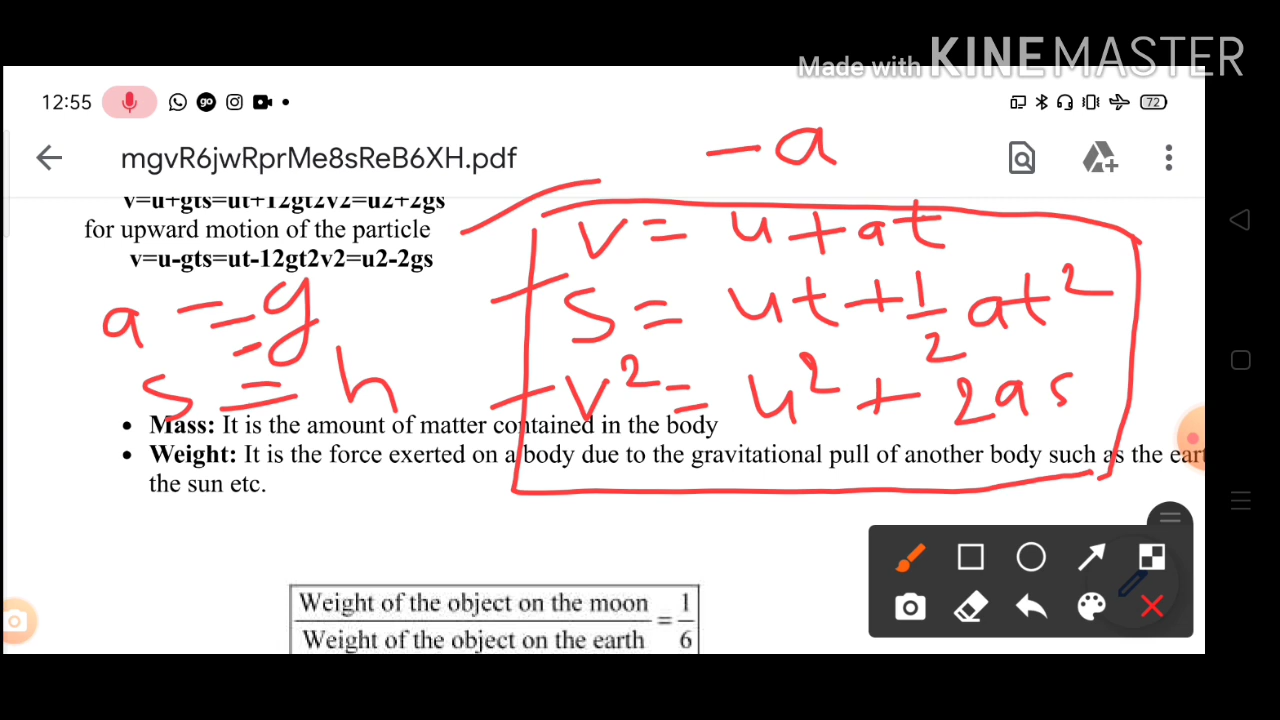 Made with KINEMASTER
12:55 go 72
mgvR6jwRprMe8sReB6XH.pdf
-a
v=u+gts=ut+12gt2v2=u2+2gs
for upward motion of the particle
v=u-gts=ut-12gt2v2=u2-2gs
v = u + at
a = g
s = ut + 1/2 at²
s = h
v² = u² + 2as
• Mass: It is the amount of matter contained in the body
• Weight: It is the force exerted on a body due to the gravitational pull of another body such as the ear
the sun etc.
Weight of the object on the moon = 1
Weight of the object on the earth 6